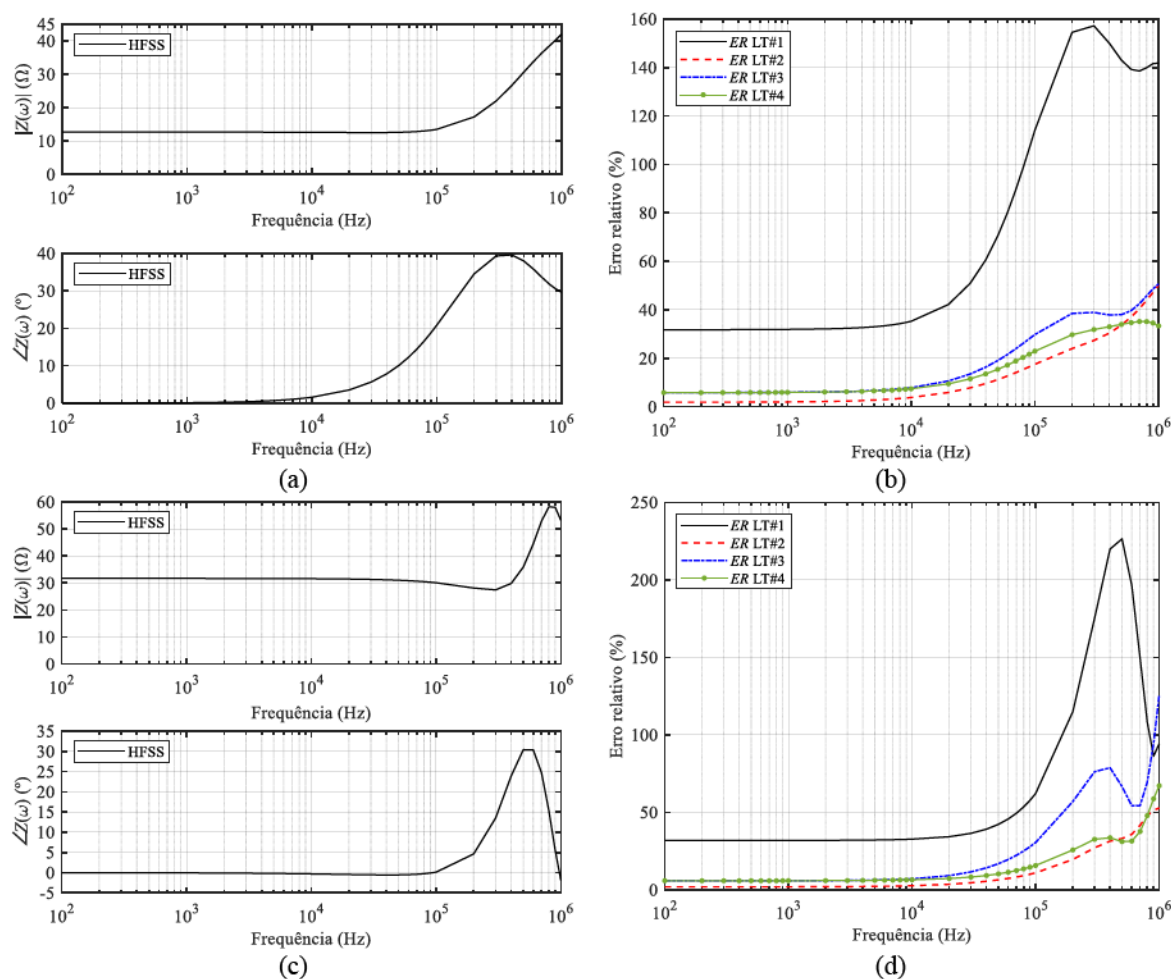 45
40
30
20
10
0
|Z(ω)| (Ω)
HFSS
10² 10³ 10⁴ 10⁵ 10⁶
Frequência (Hz)
40
30
20
10
0
∠Z(ω) (º)
HFSS
10² 10³ 10⁴ 10⁵ 10⁶
Frequência (Hz)
(a)
160
140
120
100
80
60
40
20
0
Erro relativo (%)
ER LT#1
ER LT#2
ER LT#3
ER LT#4
10² 10³ 10⁴ 10⁵ 10⁶
Frequência (Hz)
(b)
60
50
40
30
20
10
0
|Z(ω)| (Ω)
HFSS
10² 10³ 10⁴ 10⁵ 10⁶
Frequência (Hz)
35
30
25
20
15
10
5
0
-5
∠Z(ω) (º)
HFSS
10² 10³ 10⁴ 10⁵ 10⁶
Frequência (Hz)
(c)
250
200
150
100
50
0
Erro relativo (%)
ER LT#1
ER LT#2
ER LT#3
ER LT#4
10² 10³ 10⁴ 10⁵ 10⁶
Frequência (Hz)
(d)